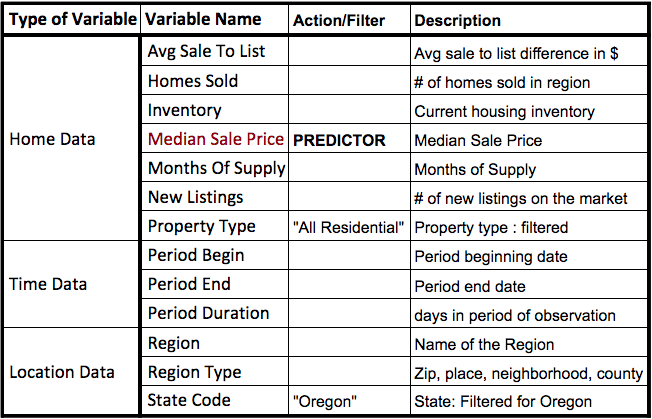 Type of Variable Variable Name Action/Filter Description
Avg Sale To List Avg sale to list difference in $
Homes Sold # of homes sold in region
Inventory Current housing inventory
Home Data Median Sale Price PREDICTOR Median Sale Price
Months Of Supply Months of Supply
New Listings # of new listings on the market
Property Type "All Residential" Property type : filtered
Period Begin Period beginning date
Time Data Period End Period end date
Period Duration days in period of observation
Region Name of the Region
Location Data Region Type Zip, place, neighborhood, county
State Code "Oregon" State: Filtered for Oregon